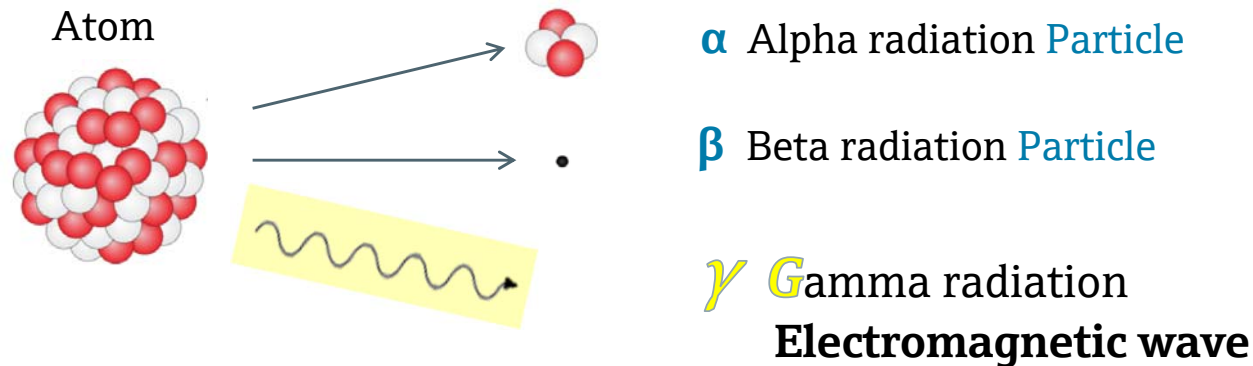 Atom
α Alpha radiation Particle
β Beta radiation Particle
γ Gamma radiation
Electromagnetic wave